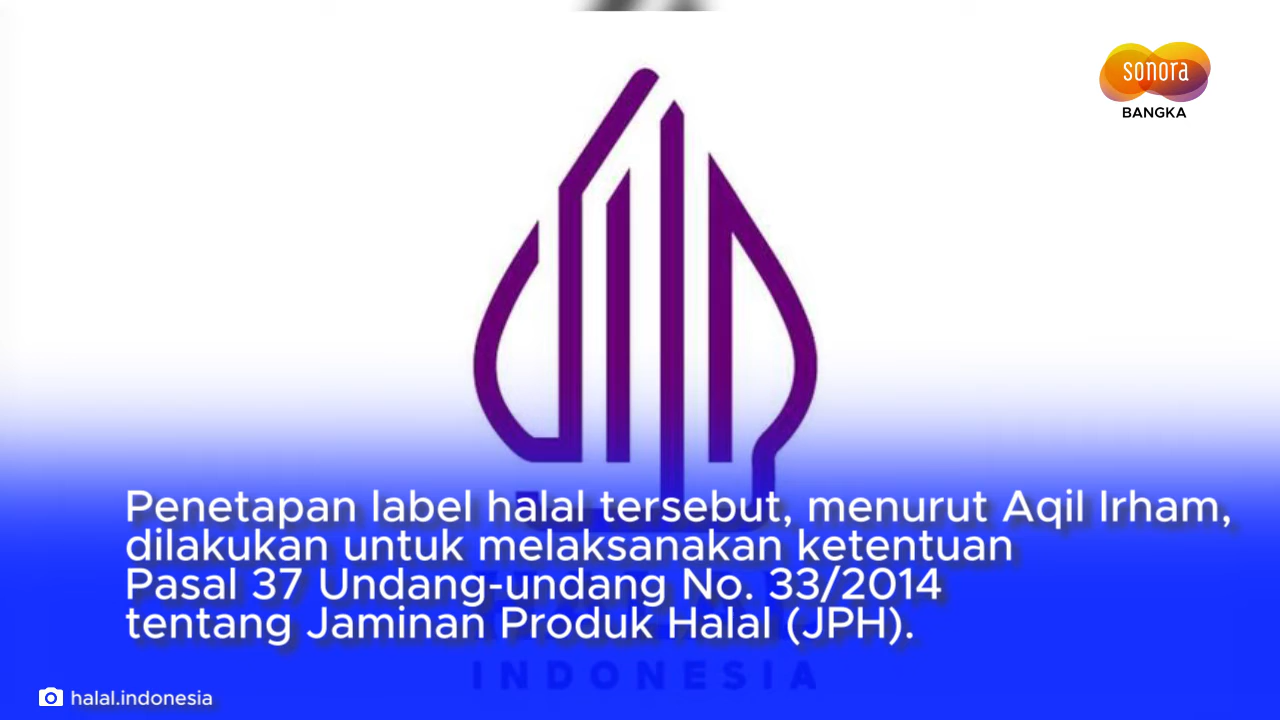 sonora
BANGKA
Penetapan label halal tersebut, menurut Aqil Irham,
dilakukan untuk melaksanakan ketentuan
Pasal 37 Undang-undang No. 33/2014
tentang Jaminan Produk Halal (JPH).
INDONESIA
halal.indonesia